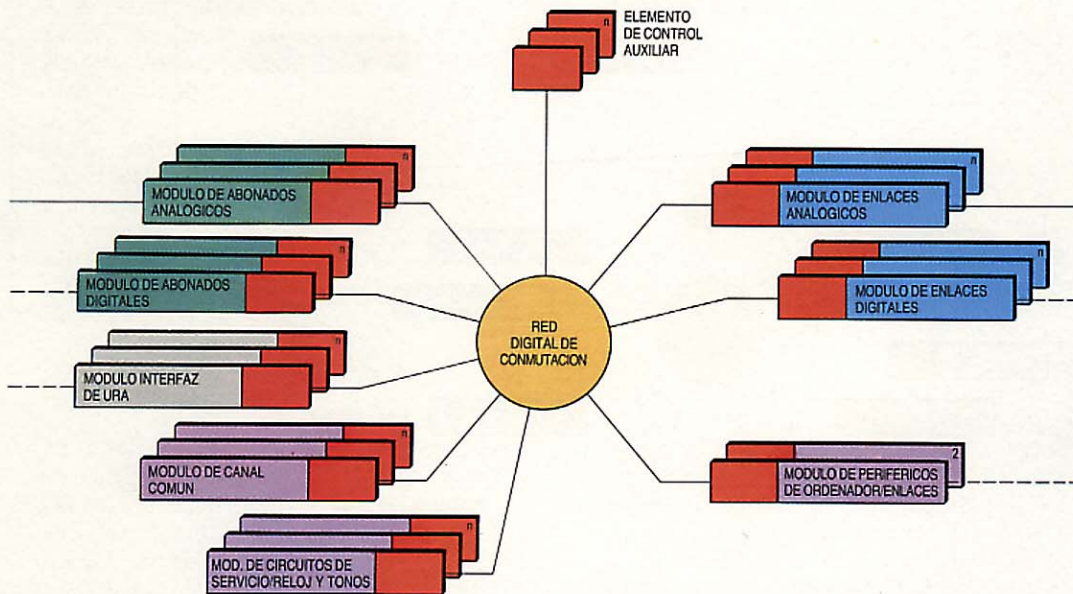 n
ELEMENTO
DE CONTROL
AUXILIAR
n
MODULO DE ABONADOS
ANALOGICOS
n
MODULO DE ENLACES
ANALOGICOS
n
MODULO DE ABONADOS
DIGITALES
n
MODULO DE ENLACES
DIGITALES
RED
DIGITAL DE
CONMUTACION
n
MODULO INTERFAZ
DE URA
n
MODULO DE CANAL
COMUN
2
MODULO DE PERIFERICOS
DE ORDENADOR/ENLACES
n
MOD. DE CIRCUITOS DE
SERVICIO/RELOJ Y TONOS